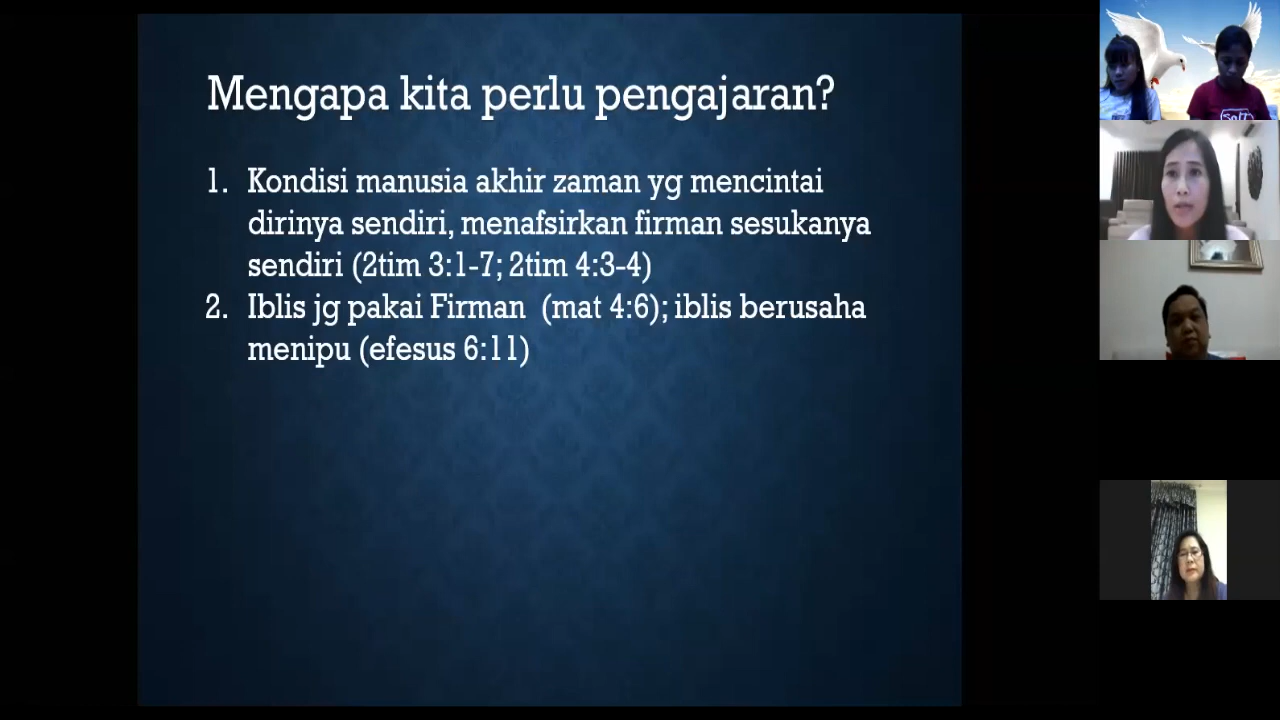 Mengapa kita perlu pengajaran?
1. Kondisi manusia akhir zaman yg mencintai
dirinya sendiri, menafsirkan firman sesukanya
sendiri (2tim 3:1-7; 2tim 4:3-4)
2. Iblis jg pakai Firman (mat 4:6); iblis berusaha
menipu (efesus 6:11)